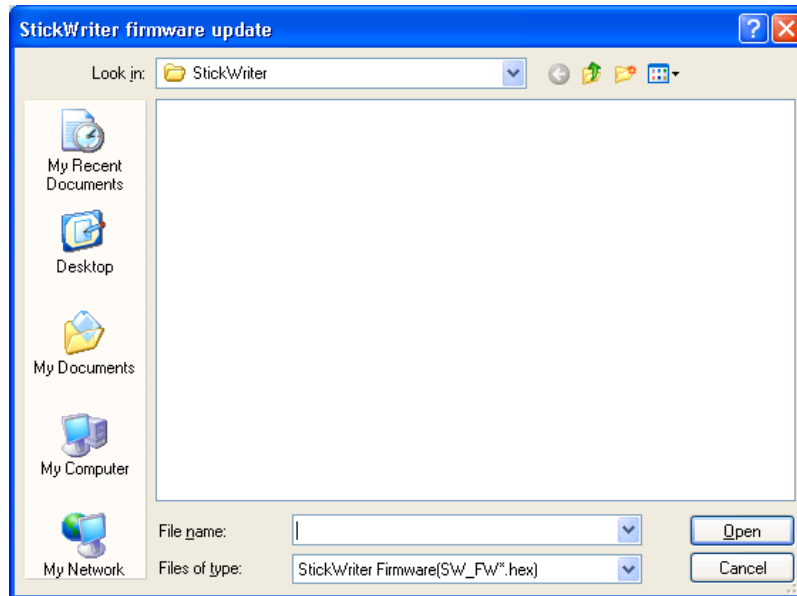 StickWriter firmware update
Look in: StickWriter
My Recent
Documents
Desktop
My Documents
My Computer
My Network
File name: Open
Files of type: StickWriter Firmware(SW_FW*.hex) Cancel